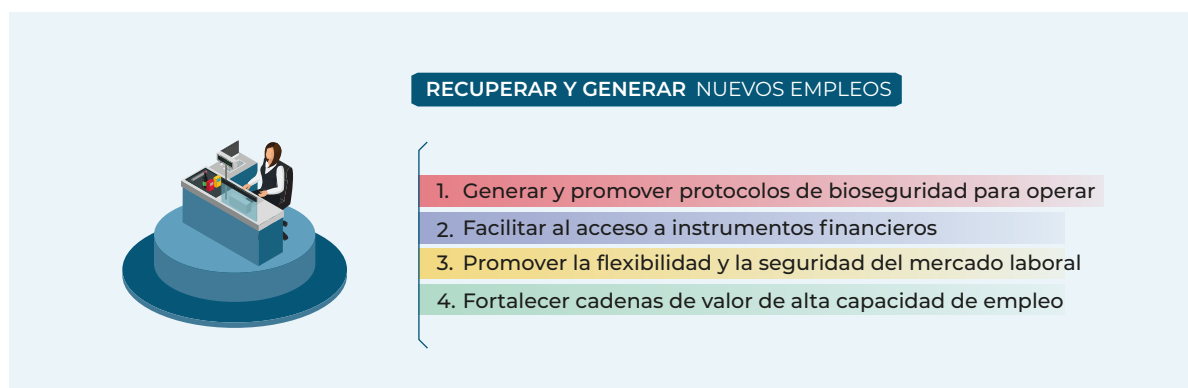 RECUPERAR Y GENERAR NUEVOS EMPLEOS
1. Generar y promover protocolos de bioseguridad para operar
2. Facilitar al acceso a instrumentos financieros
3. Promover la flexibilidad y la seguridad del mercado laboral
4. Fortalecer cadenas de valor de alta capacidad de empleo